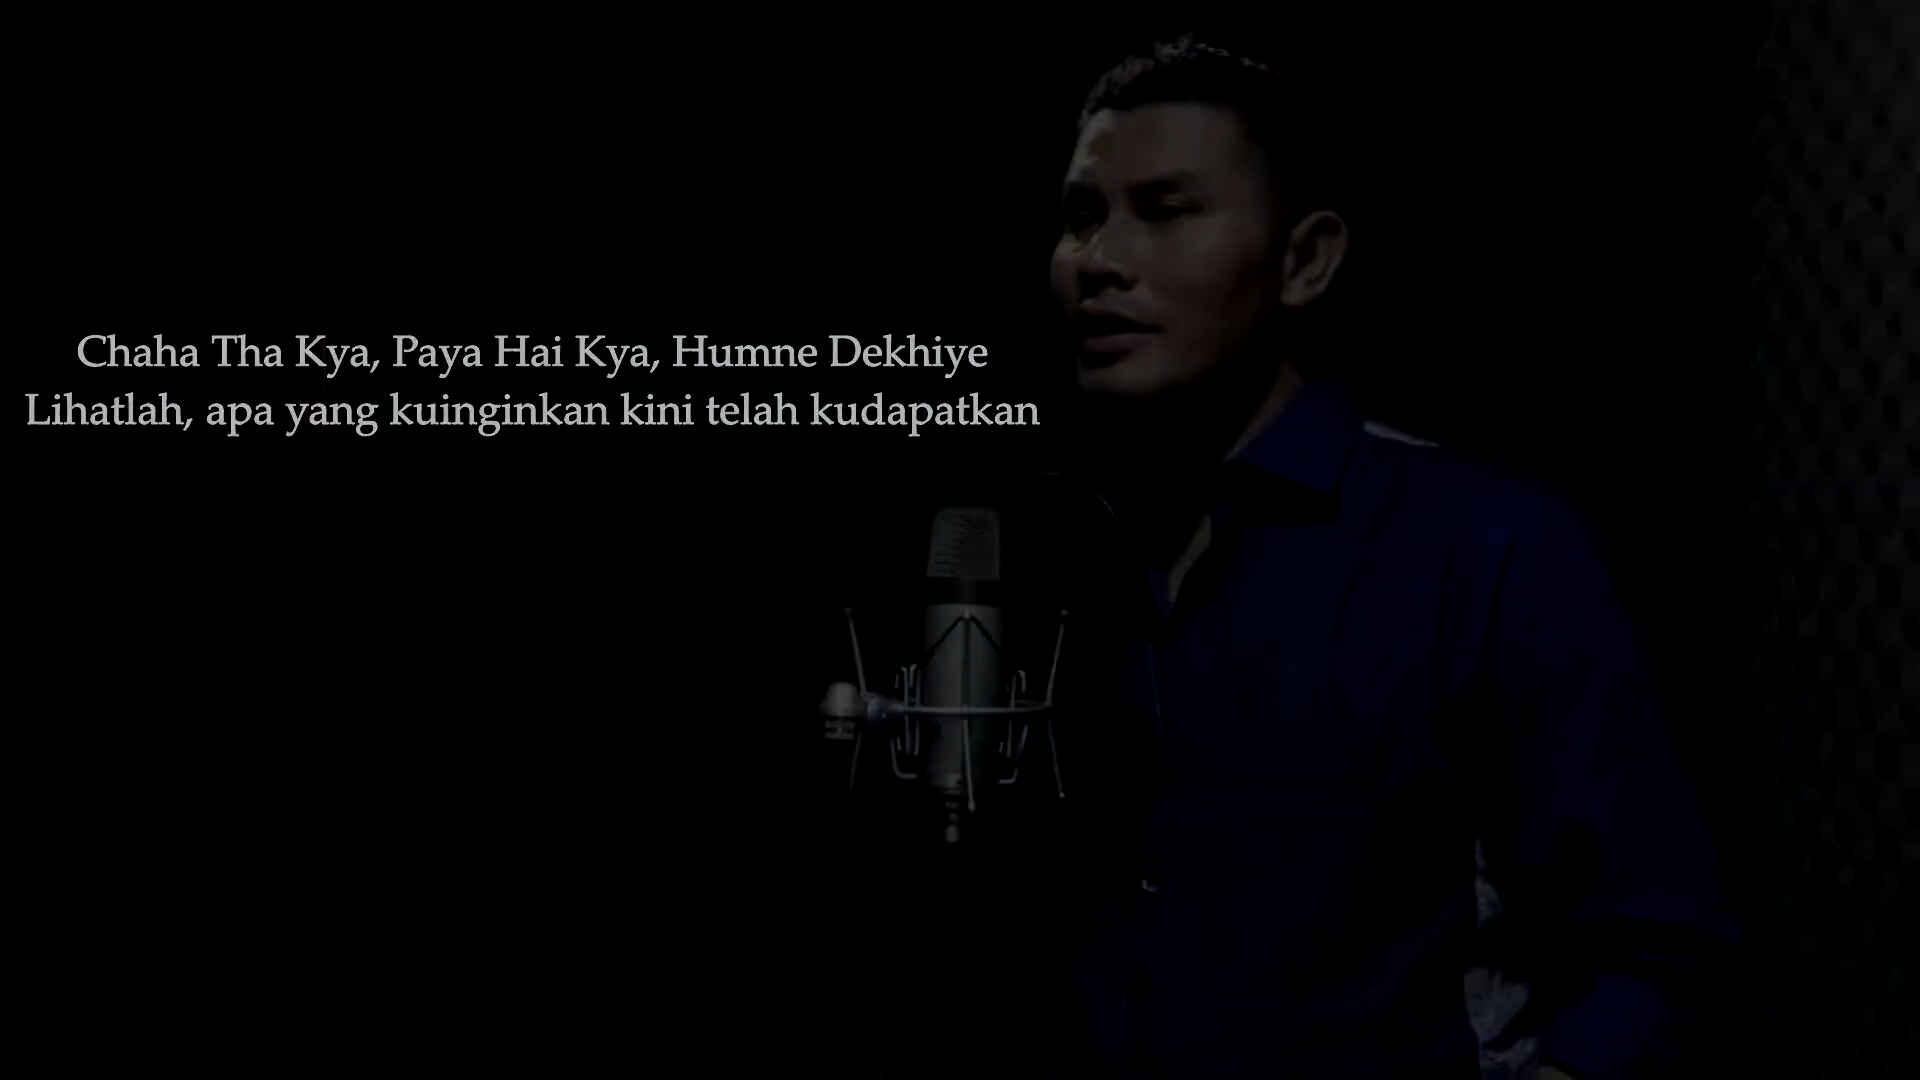 Chaha Tha Kya, Paya Hai Kya, Humne Dekhiye
Lihatlah, apa yang kuinginkan kini telah kudapatkan